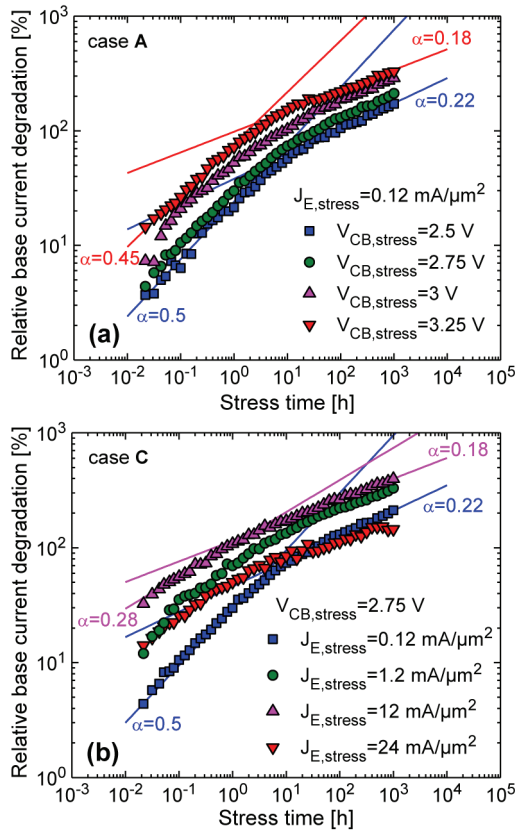 case A
α=0.18
α=0.22
α=0.45
α=0.5
J_E,stress=0.12 mA/µm²
V_CB,stress=2.5 V
V_CB,stress=2.75 V
V_CB,stress=3 V
V_CB,stress=3.25 V
(a)
Relative base current degradation [%]
10³
10²
10¹
10⁰
10⁻³ 10⁻² 10⁻¹ 10⁰ 10¹ 10² 10³ 10⁴ 10⁵
Stress time [h]
case C
α=0.18
α=0.22
α=0.28
α=0.5
V_CB,stress=2.75 V
J_E,stress=0.12 mA/µm²
J_E,stress=1.2 mA/µm²
J_E,stress=12 mA/µm²
J_E,stress=24 mA/µm²
(b)
Relative base current degradation [%]
10³
10²
10¹
10⁰
10⁻³ 10⁻² 10⁻¹ 10⁰ 10¹ 10² 10³ 10⁴ 10⁵
Stress time [h]